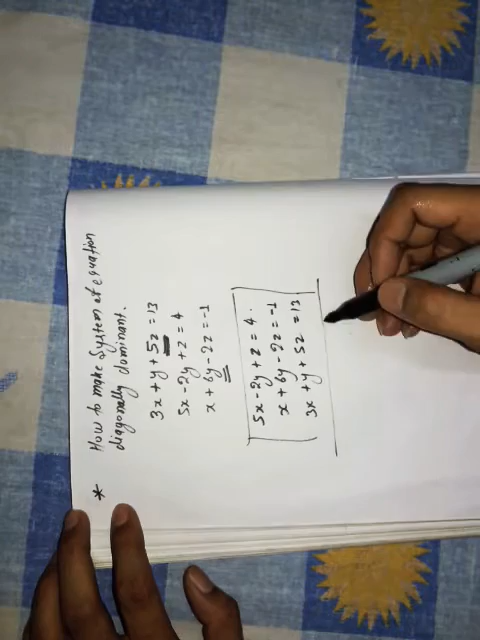 * How to make System of equation
diagonally dominant.
3x + y + 5z = 13
5x - 2y + z = 4
x + 6y - 2z = -1
5x - 2y + z = 4.
x + 6y - 2z = -1
3x + y + 5z = 13